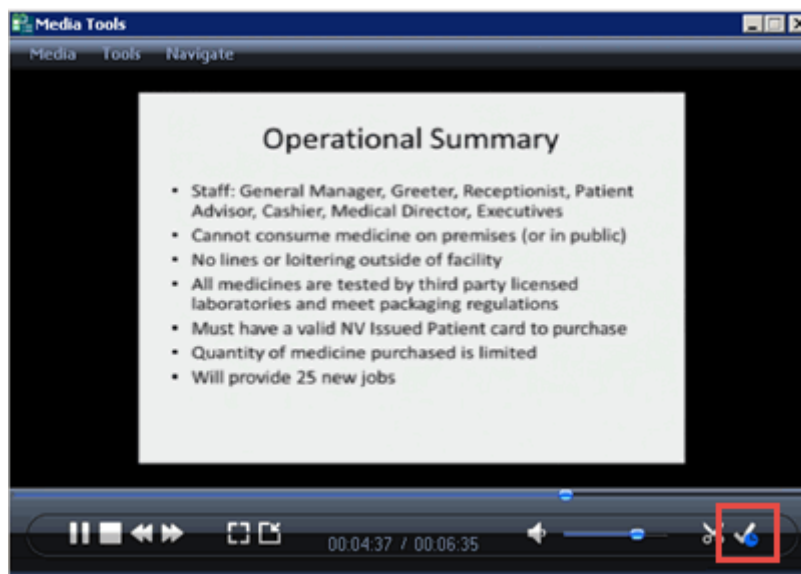 Media Tools
Media Tools Navigate
Operational Summary
• Staff: General Manager, Greeter, Receptionist, Patient
Advisor, Cashier, Medical Director, Executives
• Cannot consume medicine on premises (or in public)
• No lines or loitering outside of facility
• All medicines are tested by third party licensed
laboratories and meet packaging regulations
• Must have a valid NV Issued Patient card to purchase
• Quantity of medicine purchased is limited
• Will provide 25 new jobs
00:04:37 / 00:06:35